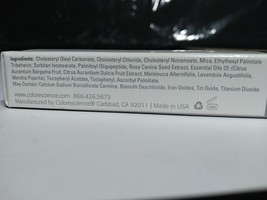 Ingredients: Cholesteryl Oleyl Carbonate, Cholesteryl Chloride, Cholesteryl Nonanoate, Mica, Ethylhexyl Palmitate
Tribehenin, Sorbitan Isostearate, Palmitoyl Oligopeptide, Rosa Canina Seed Extract, Essential Oils Of: (Citrus
Aurantium Bergamia Fruit, Citrus Aurantium Dulcis Fruit Extract, Melaleuca Alternifolia, Lavendula Angustifilia,
Mentha Piperita), Tocopheryl Acetate, Tocopherol, Ascorbyl Palmitate.
May Contain: Calcium Sodium Borosilicate Carmine, Bismuth Oxychloride, Iron Oxides, Tin Oxide, Titanium Dioxide
www.colorescience.com 866.426.5673
Manufactured by Colorescience® Carlsbad, CA 92011 | Made in USA